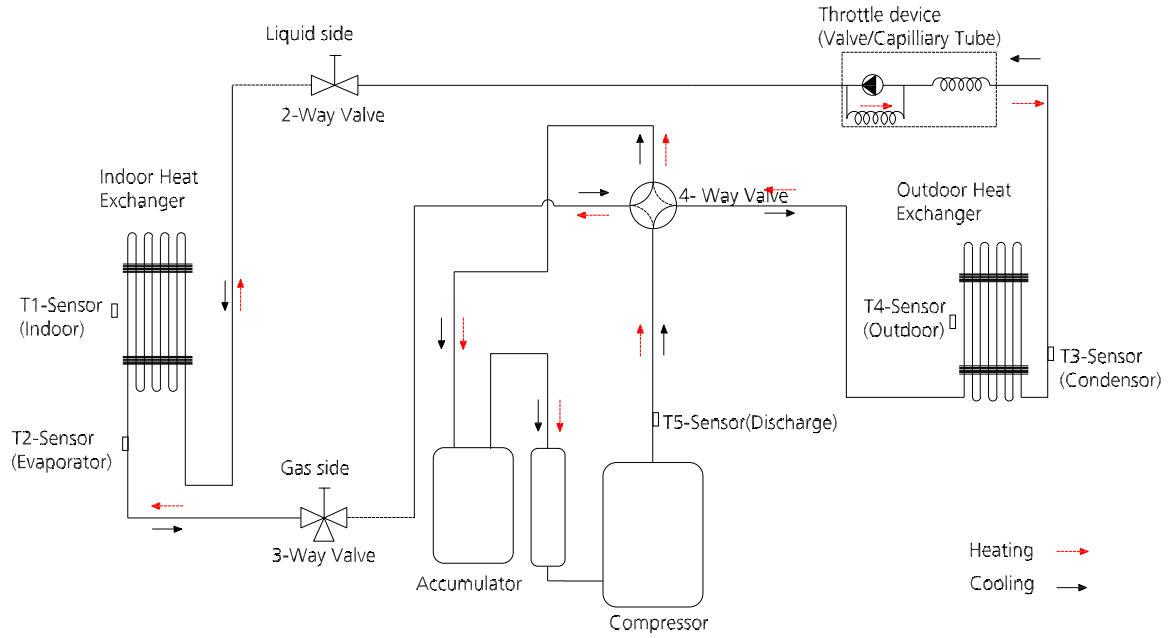 Throttle device
(Valve/Capilliary Tube)
Liquid side
2-Way Valve
Indoor Heat
Exchanger
4- Way Valve
Outdoor Heat
Exchanger
T1-Sensor
(Indoor)
T4-Sensor
(Outdoor)
T3-Sensor
(Condensor)
T5-Sensor(Discharge)
T2-Sensor
(Evaporator)
Gas side
3-Way Valve
Accumulator
Compressor
Heating
Cooling